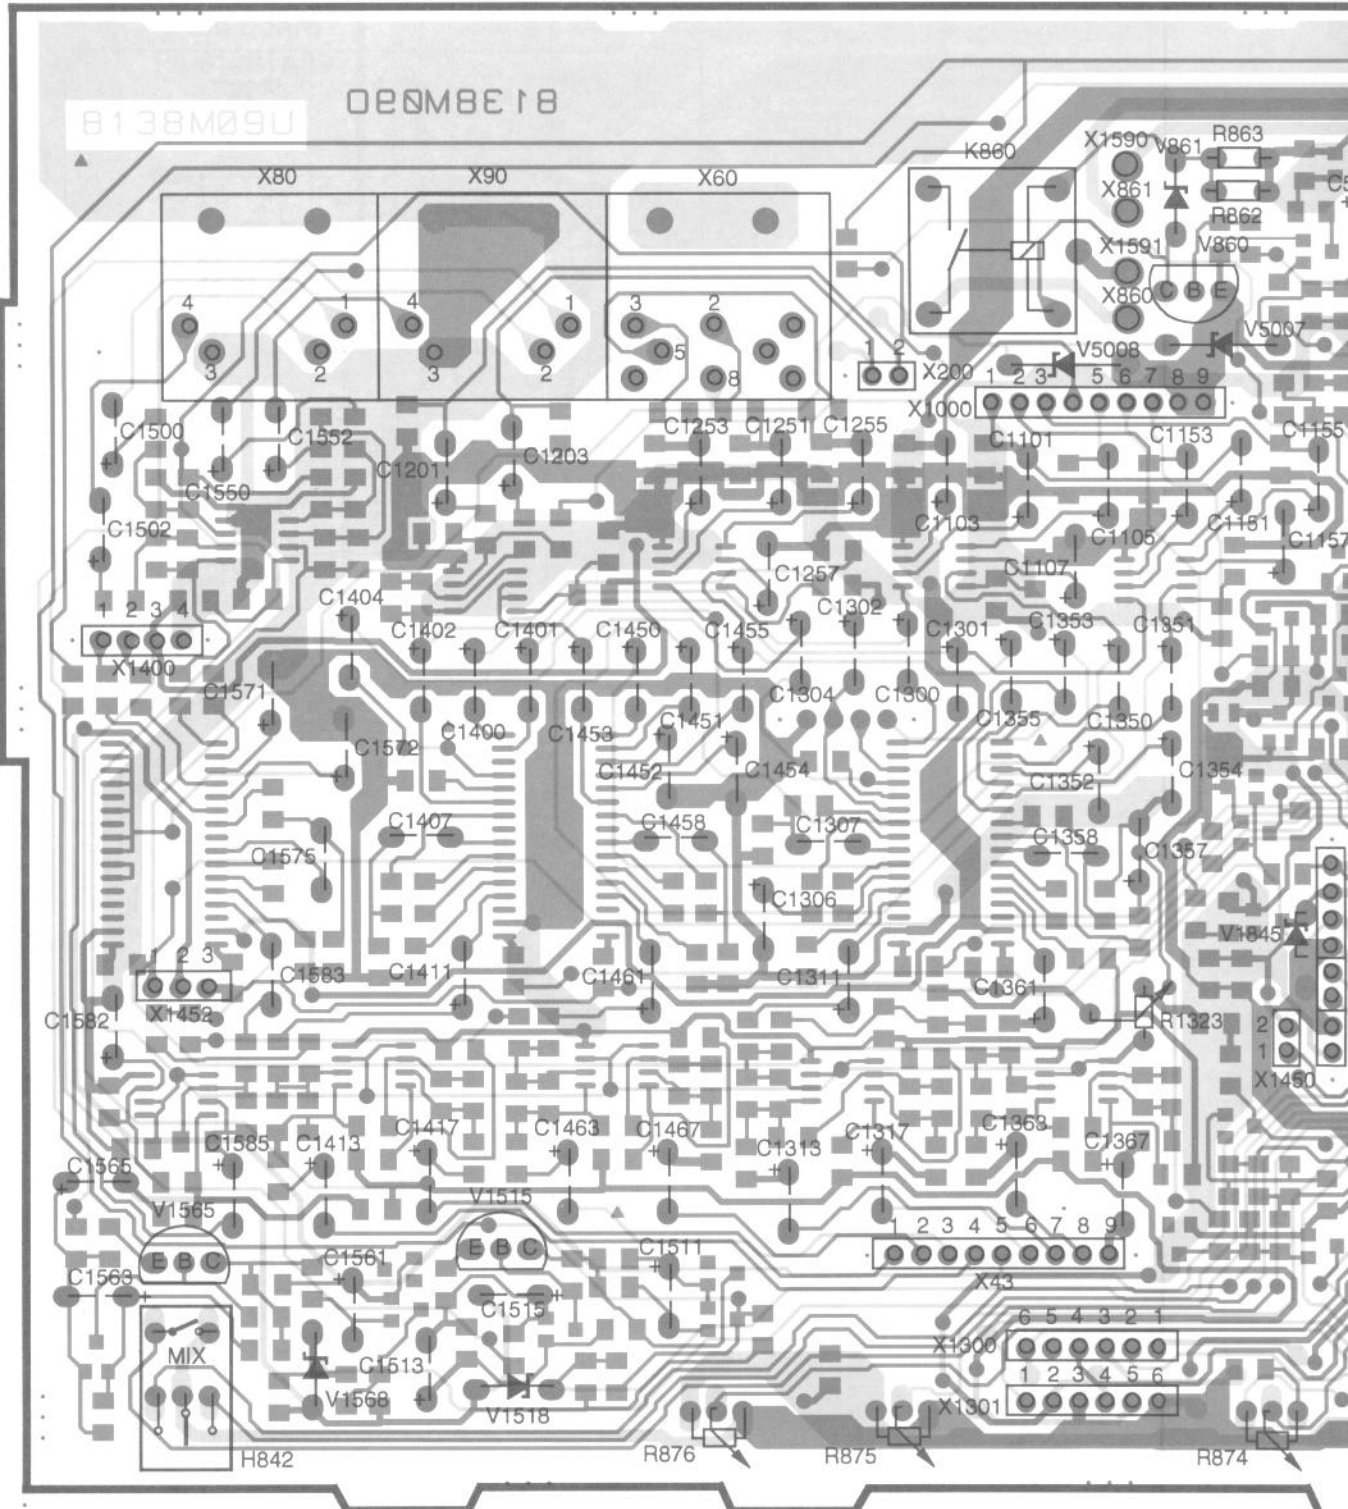 8138M090
8138M09U
X80 X90 X60 K860 X1590 V861 R863
X861 R862
X1591 V860
X860 C B E
4 1 4 1 3 2
3 2 3 2 5 8
V5007
V5008
1 2 X200
1 2 3 5 6 7 8 9
X1000
C1500 C1552 C1253 C1251 C1255 C1101 C1153 C1155
C1201 C1203
C1550
C1502 C1103 C1105 C1151 C1157
C1257 C1107
C1404 C1302
1 2 3 4
X1400
C1402 C1401 C1450 C1455 C1301 C1353 C1351
C1571 C1304 C1300
C1572 C1400 C1453 C1451 C1355 C1350
C1452 C1454 C1352 C1354
C1407 C1458 C1307 C1358 C1357
C1575
C1306
V1845
1 2 3
X1452
C1583 C1411 C1461 C1311 C1361
C1582 R1323
2
1
X1450
C1585 C1413 C1417 C1463 C1467 C1313 C1317 C1363 C1367
C1565
V1565 V1515
E B C E B C
1 2 3 4 5 6 7 8 9
X43
C1563 C1561 C1515 C1511
6 5 4 3 2 1
X1300
MIX
C1513
1 2 3 4 5 6
X1301
V1568 V1518
H842 R876 R875 R874